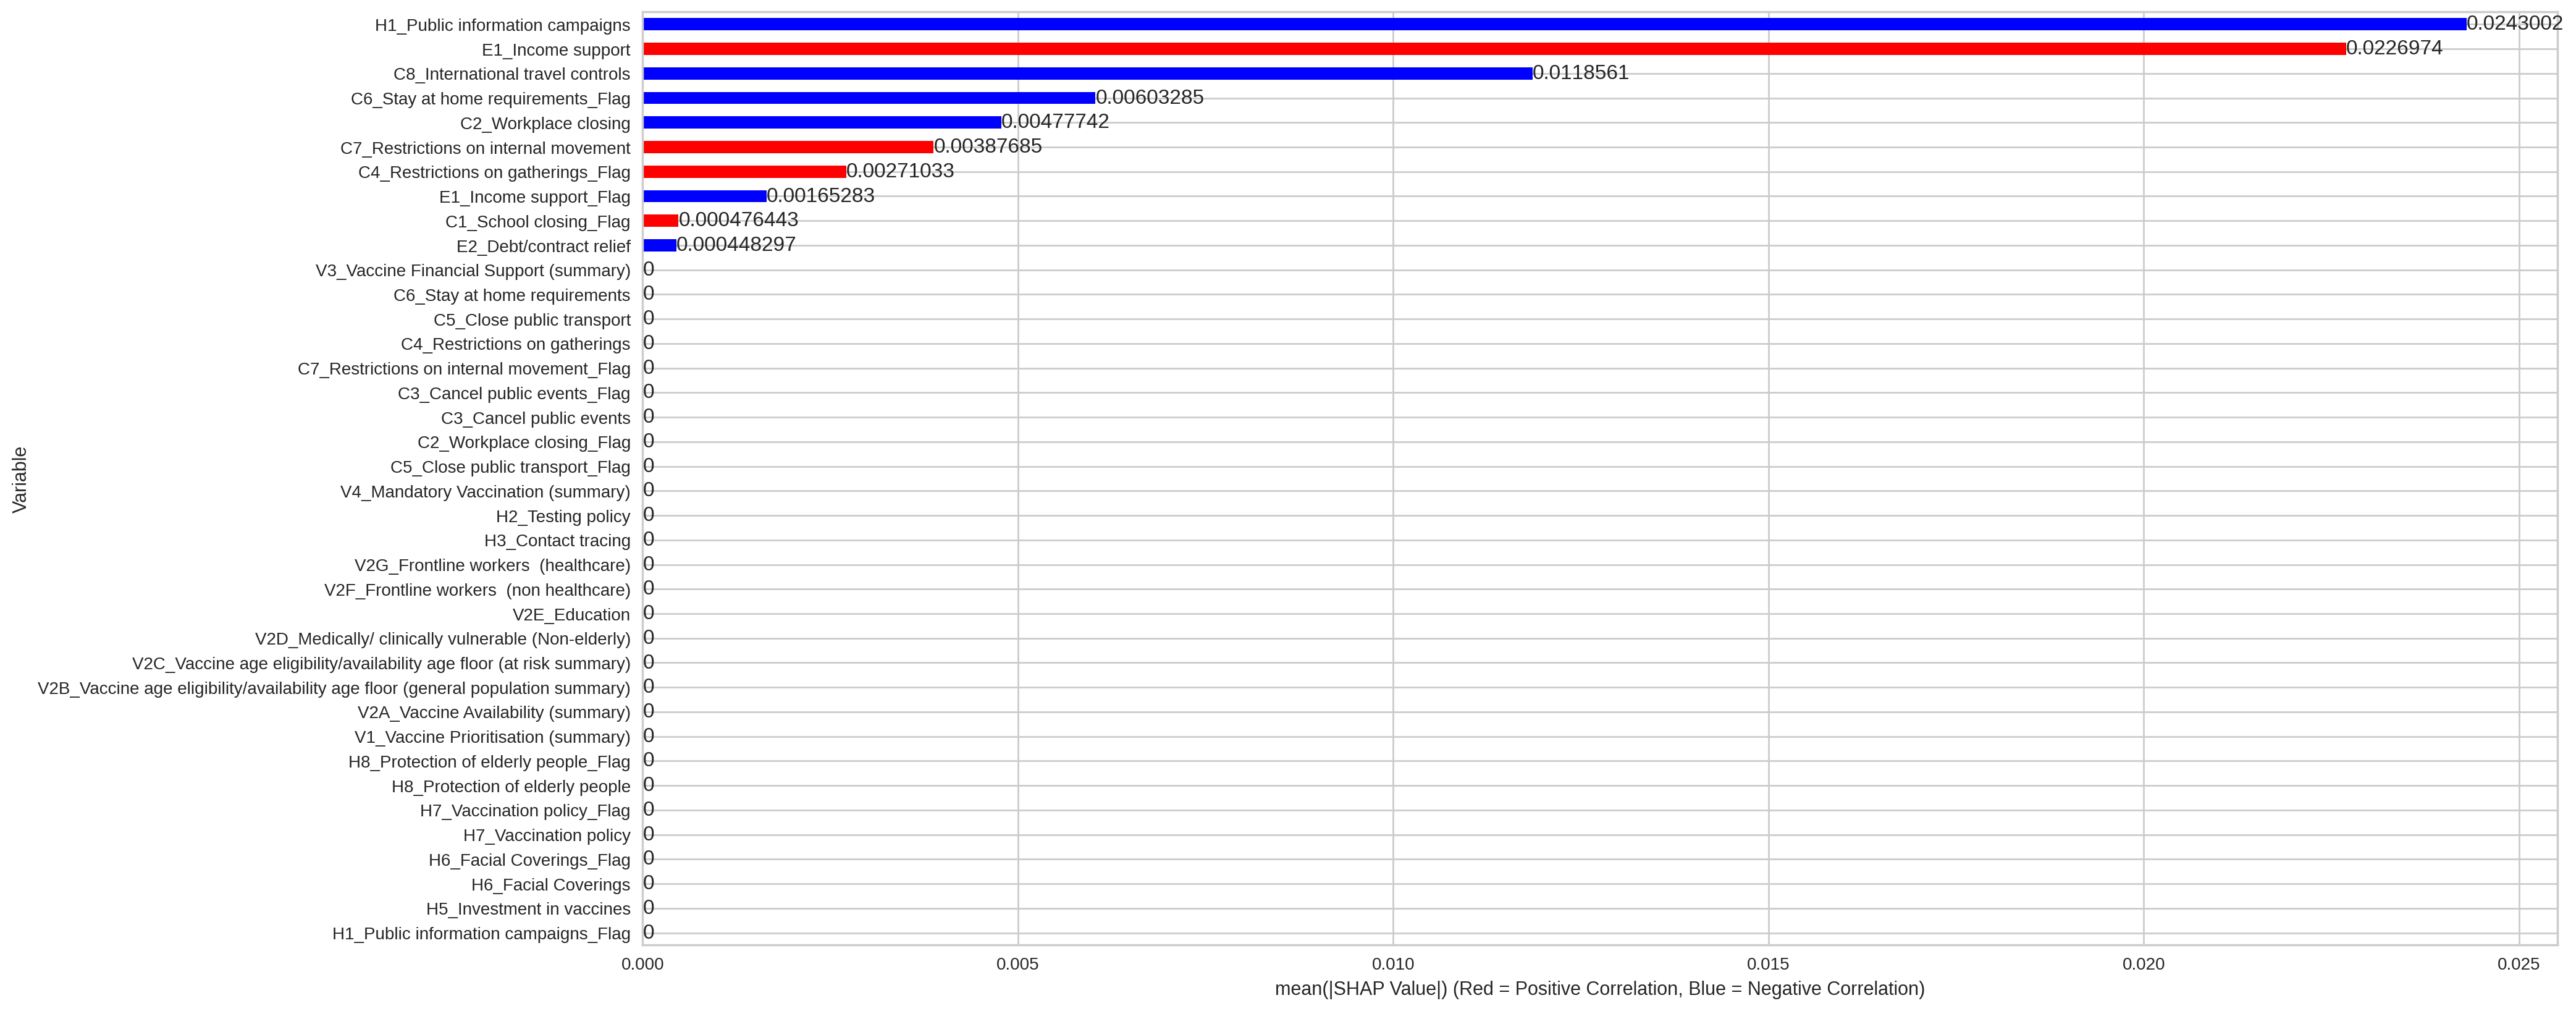 H1_Public information campaigns 0.0243002
E1_Income support 0.0226974
C8_International travel controls 0.0118561
C6_Stay at home requirements_Flag 0.00603285
C2_Workplace closing 0.00477742
C7_Restrictions on internal movement 0.00387685
C4_Restrictions on gatherings_Flag 0.00271033
E1_Income support_Flag 0.00165283
C1_School closing_Flag 0.000476443
E2_Debt/contract relief 0.000448297
V3_Vaccine Financial Support (summary) 0
C6_Stay at home requirements 0
C5_Close public transport 0
C4_Restrictions on gatherings 0
C7_Restrictions on internal movement_Flag 0
C3_Cancel public events_Flag 0
C3_Cancel public events 0
C2_Workplace closing_Flag 0
C5_Close public transport_Flag 0
V4_Mandatory Vaccination (summary) 0
H2_Testing policy 0
H3_Contact tracing 0
V2G_Frontline workers  (healthcare) 0
V2F_Frontline workers  (non healthcare) 0
V2E_Education 0
V2D_Medically/ clinically vulnerable (Non-elderly) 0
V2C_Vaccine age eligibility/availability age floor (at risk summary) 0
V2B_Vaccine age eligibility/availability age floor (general population summary) 0
V2A_Vaccine Availability (summary) 0
V1_Vaccine Prioritisation (summary) 0
H8_Protection of elderly people_Flag 0
H8_Protection of elderly people 0
H7_Vaccination policy_Flag 0
H7_Vaccination policy 0
H6_Facial Coverings_Flag 0
H6_Facial Coverings 0
H5_Investment in vaccines 0
H1_Public information campaigns_Flag 0
Variable
0.000 0.005 0.010 0.015 0.020 0.025
mean(|SHAP Value|) (Red = Positive Correlation, Blue = Negative Correlation)